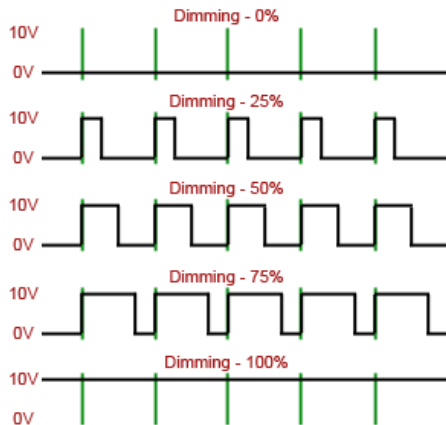 Dimming - 0%
10V
0V
Dimming - 25%
10V
0V
Dimming - 50%
10V
0V
Dimming - 75%
10V
0V
Dimming - 100%
10V
0V